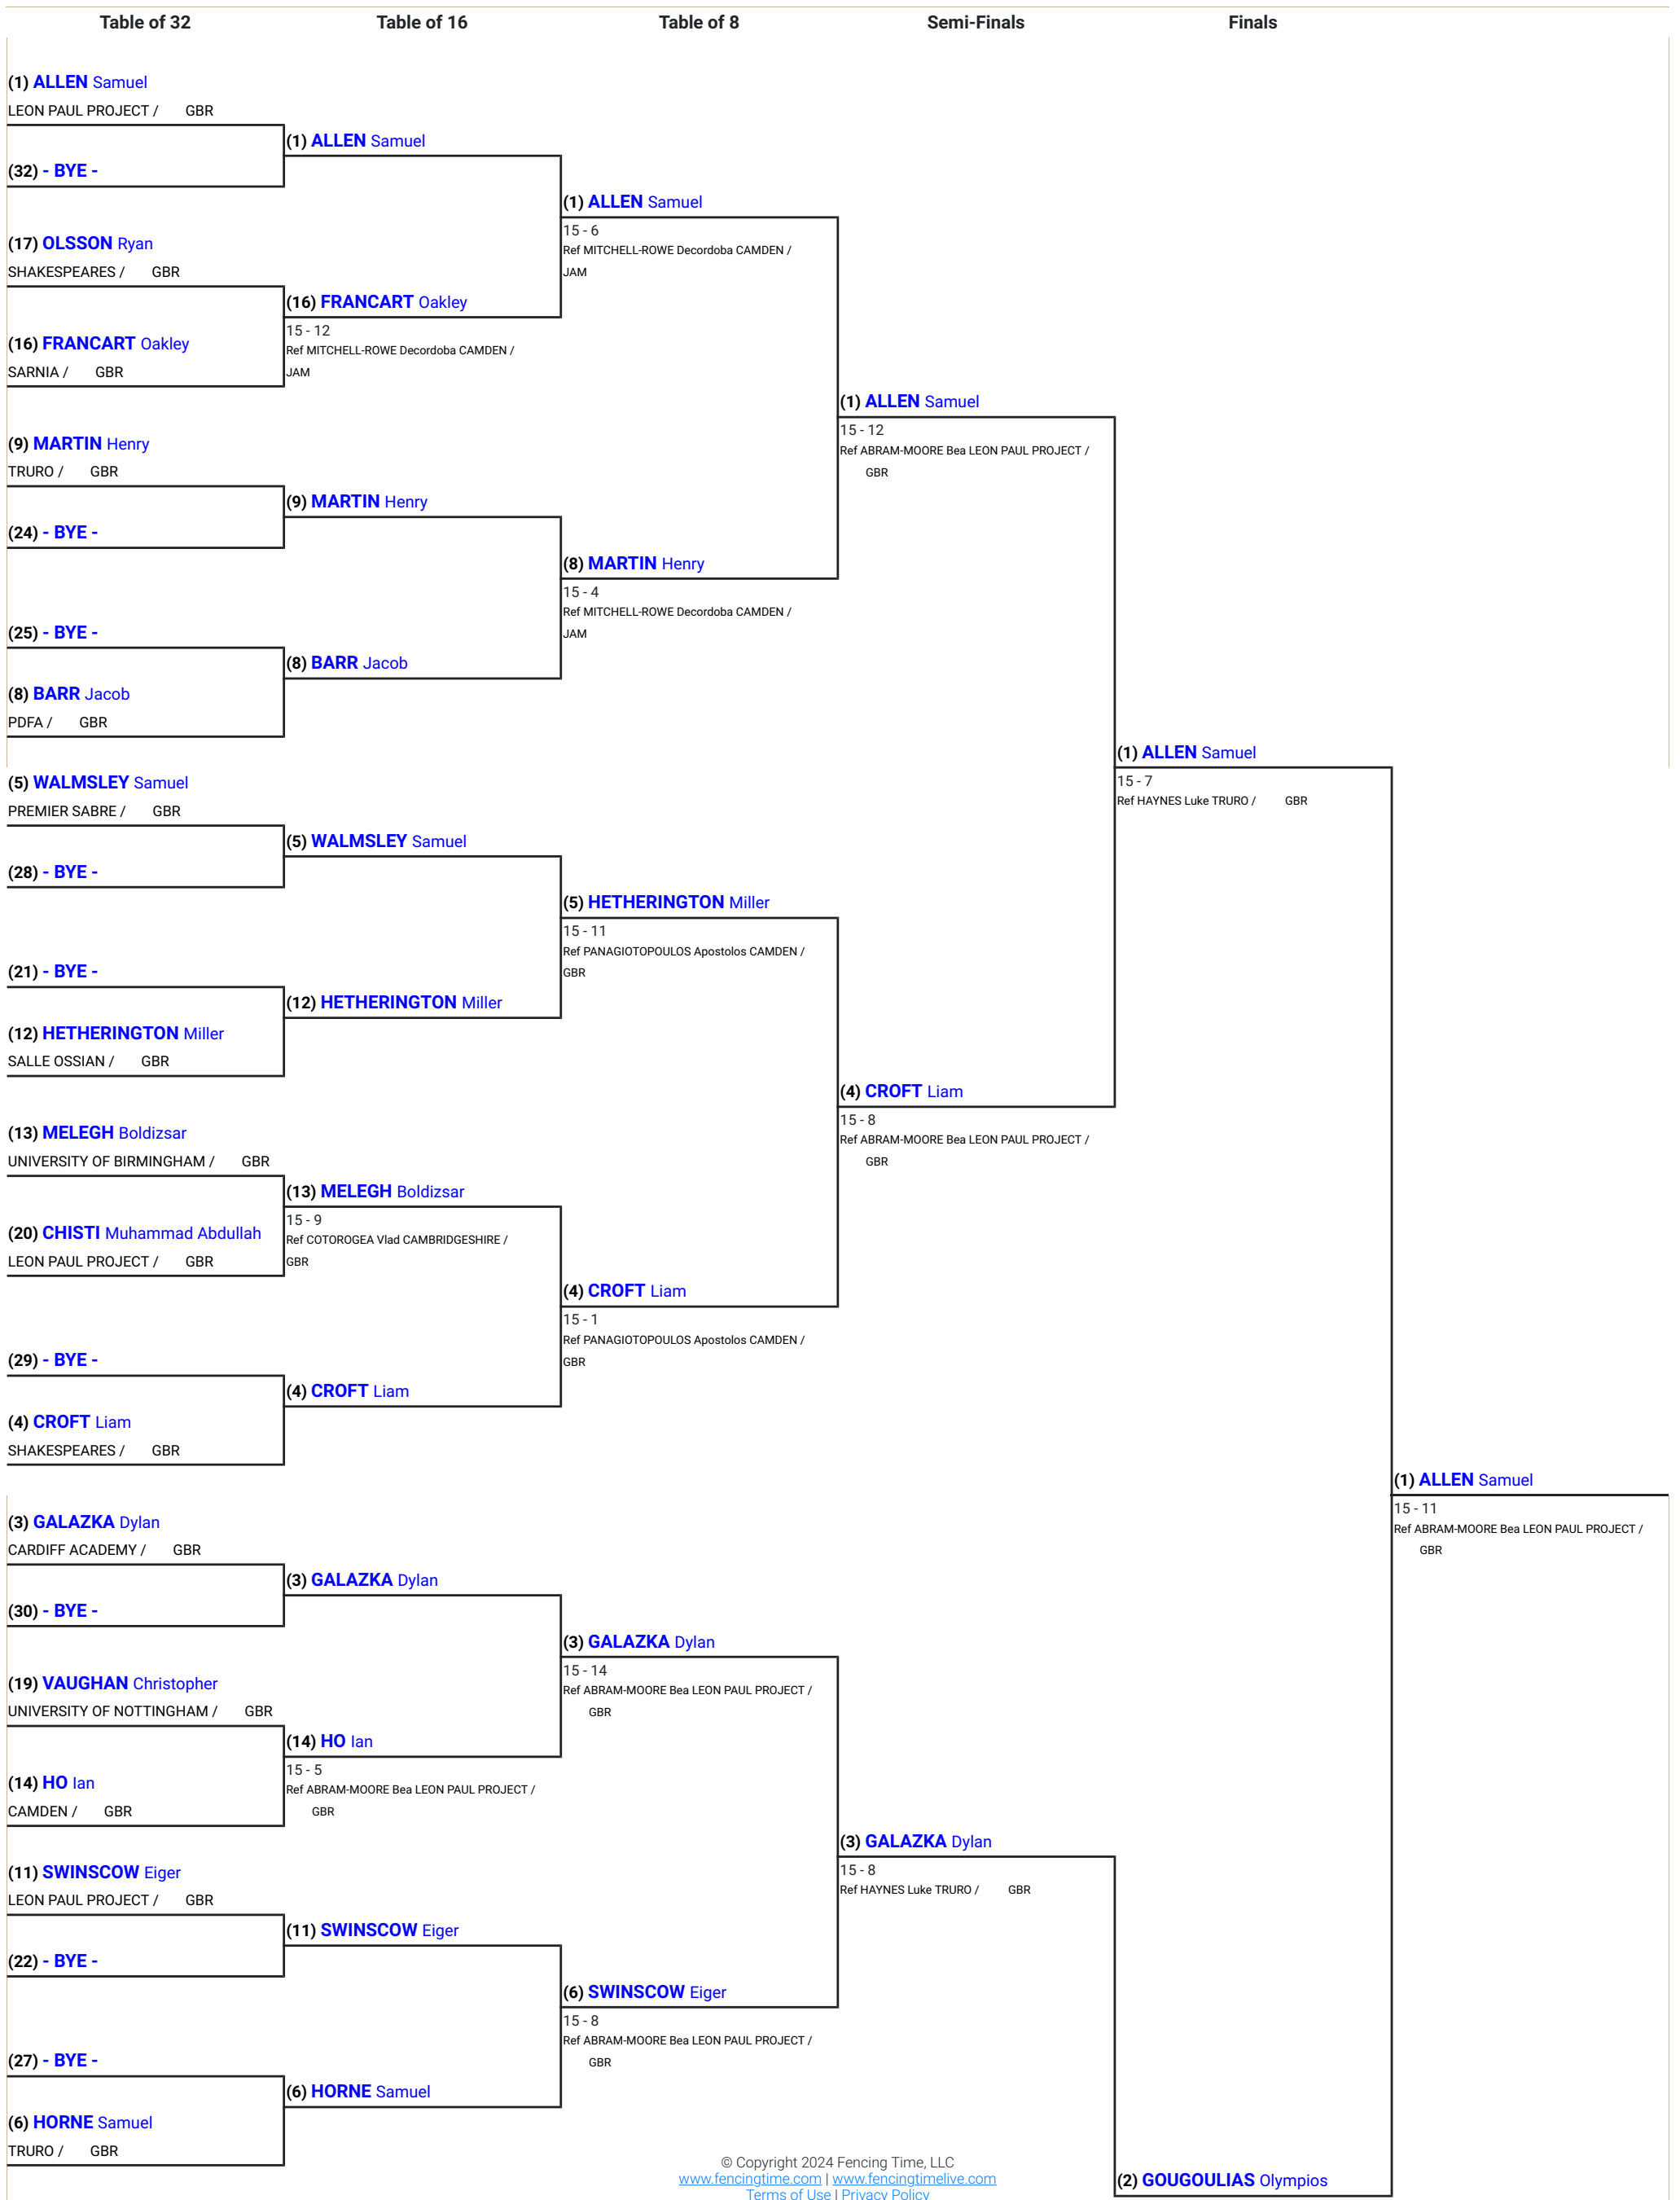 Table of 32
Table of 16
Table of 8
Semi-Finals
Finals
(1) ALLEN Samuel
LEON PAUL PROJECT / GBR
(32) - BYE -
(17) OLSSON Ryan
SHAKESPEARES / GBR
(16) FRANCART Oakley
SARNIA / GBR
(9) MARTIN Henry
TRURO / GBR
(24) - BYE -
(25) - BYE -
(8) BARR Jacob
PDFA / GBR
(5) WALMSLEY Samuel
PREMIER SABRE / GBR
(28) - BYE -
(21) - BYE -
(12) HETHERINGTON Miller
SALLE OSSIAN / GBR
(13) MELEGH Boldizsar
UNIVERSITY OF BIRMINGHAM / GBR
(20) CHISTI Muhammad Abdullah
LEON PAUL PROJECT / GBR
(29) - BYE -
(4) CROFT Liam
SHAKESPEARES / GBR
(3) GALAZKA Dylan
CARDIFF ACADEMY / GBR
(30) - BYE -
(19) VAUGHAN Christopher
UNIVERSITY OF NOTTINGHAM / GBR
(14) HO Ian
CAMDEN / GBR
(11) SWINSCOW Eiger
LEON PAUL PROJECT / GBR
(22) - BYE -
(27) - BYE -
(6) HORNE Samuel
TRURO / GBR
(1) ALLEN Samuel
(16) FRANCART Oakley
15 - 12
Ref MITCHELL-ROWE Decordoba CAMDEN /
JAM
(9) MARTIN Henry
(8) BARR Jacob
(5) WALMSLEY Samuel
(12) HETHERINGTON Miller
(13) MELEGH Boldizsar
15 - 9
Ref COTOROGEA Vlad CAMBRIDGESHIRE /
GBR
(4) CROFT Liam
(3) GALAZKA Dylan
(14) HO Ian
15 - 5
Ref ABRAM-MOORE Bea LEON PAUL PROJECT /
GBR
(11) SWINSCOW Eiger
(6) HORNE Samuel
(1) ALLEN Samuel
15 - 6
Ref MITCHELL-ROWE Decordoba CAMDEN /
JAM
(8) MARTIN Henry
15 - 4
Ref MITCHELL-ROWE Decordoba CAMDEN /
JAM
(5) HETHERINGTON Miller
15 - 11
Ref PANAGIOTOPOULOS Apostolos CAMDEN /
GBR
(4) CROFT Liam
15 - 1
Ref PANAGIOTOPOULOS Apostolos CAMDEN /
GBR
(3) GALAZKA Dylan
15 - 14
Ref ABRAM-MOORE Bea LEON PAUL PROJECT /
GBR
(6) SWINSCOW Eiger
15 - 8
Ref ABRAM-MOORE Bea LEON PAUL PROJECT /
GBR
(1) ALLEN Samuel
15 - 12
Ref ABRAM-MOORE Bea LEON PAUL PROJECT /
GBR
(4) CROFT Liam
15 - 8
Ref ABRAM-MOORE Bea LEON PAUL PROJECT /
GBR
(3) GALAZKA Dylan
15 - 8
Ref HAYNES Luke TRURO / GBR
(1) ALLEN Samuel
15 - 7
Ref HAYNES Luke TRURO / GBR
(2) GOUGOULIAS Olympios
(1) ALLEN Samuel
15 - 11
Ref ABRAM-MOORE Bea LEON PAUL PROJECT /
GBR
© Copyright 2024 Fencing Time, LLC
www.fencingtime.com | www.fencingtimelive.com
Terms of Use | Privacy Policy